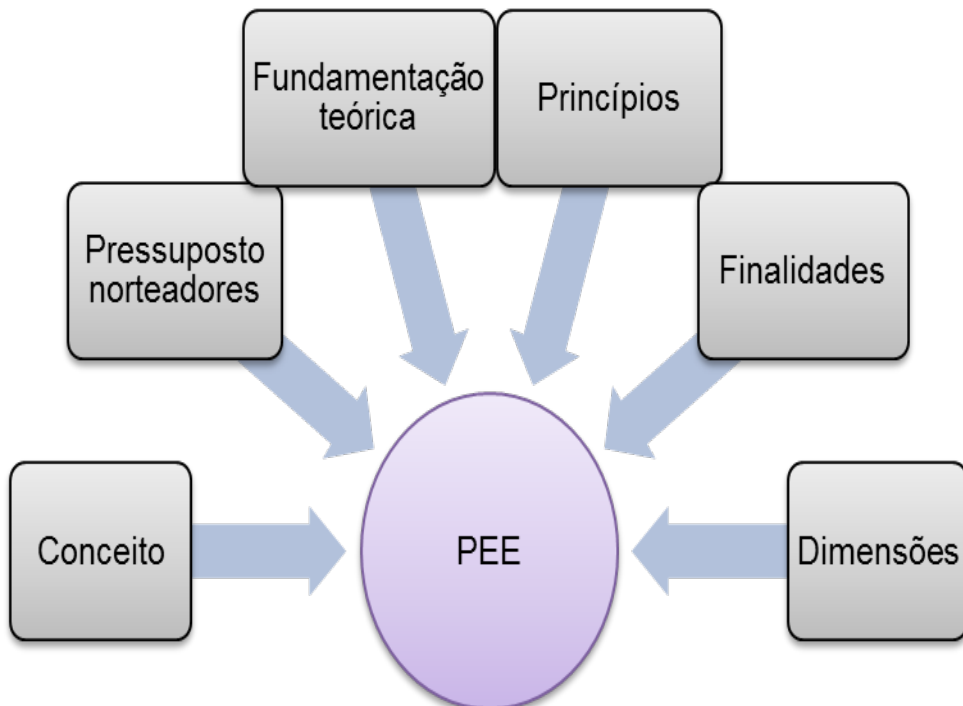 Fundamentação
teórica
Princípios
Pressuposto
norteadores
Finalidades
Conceito
PEE
Dimensões